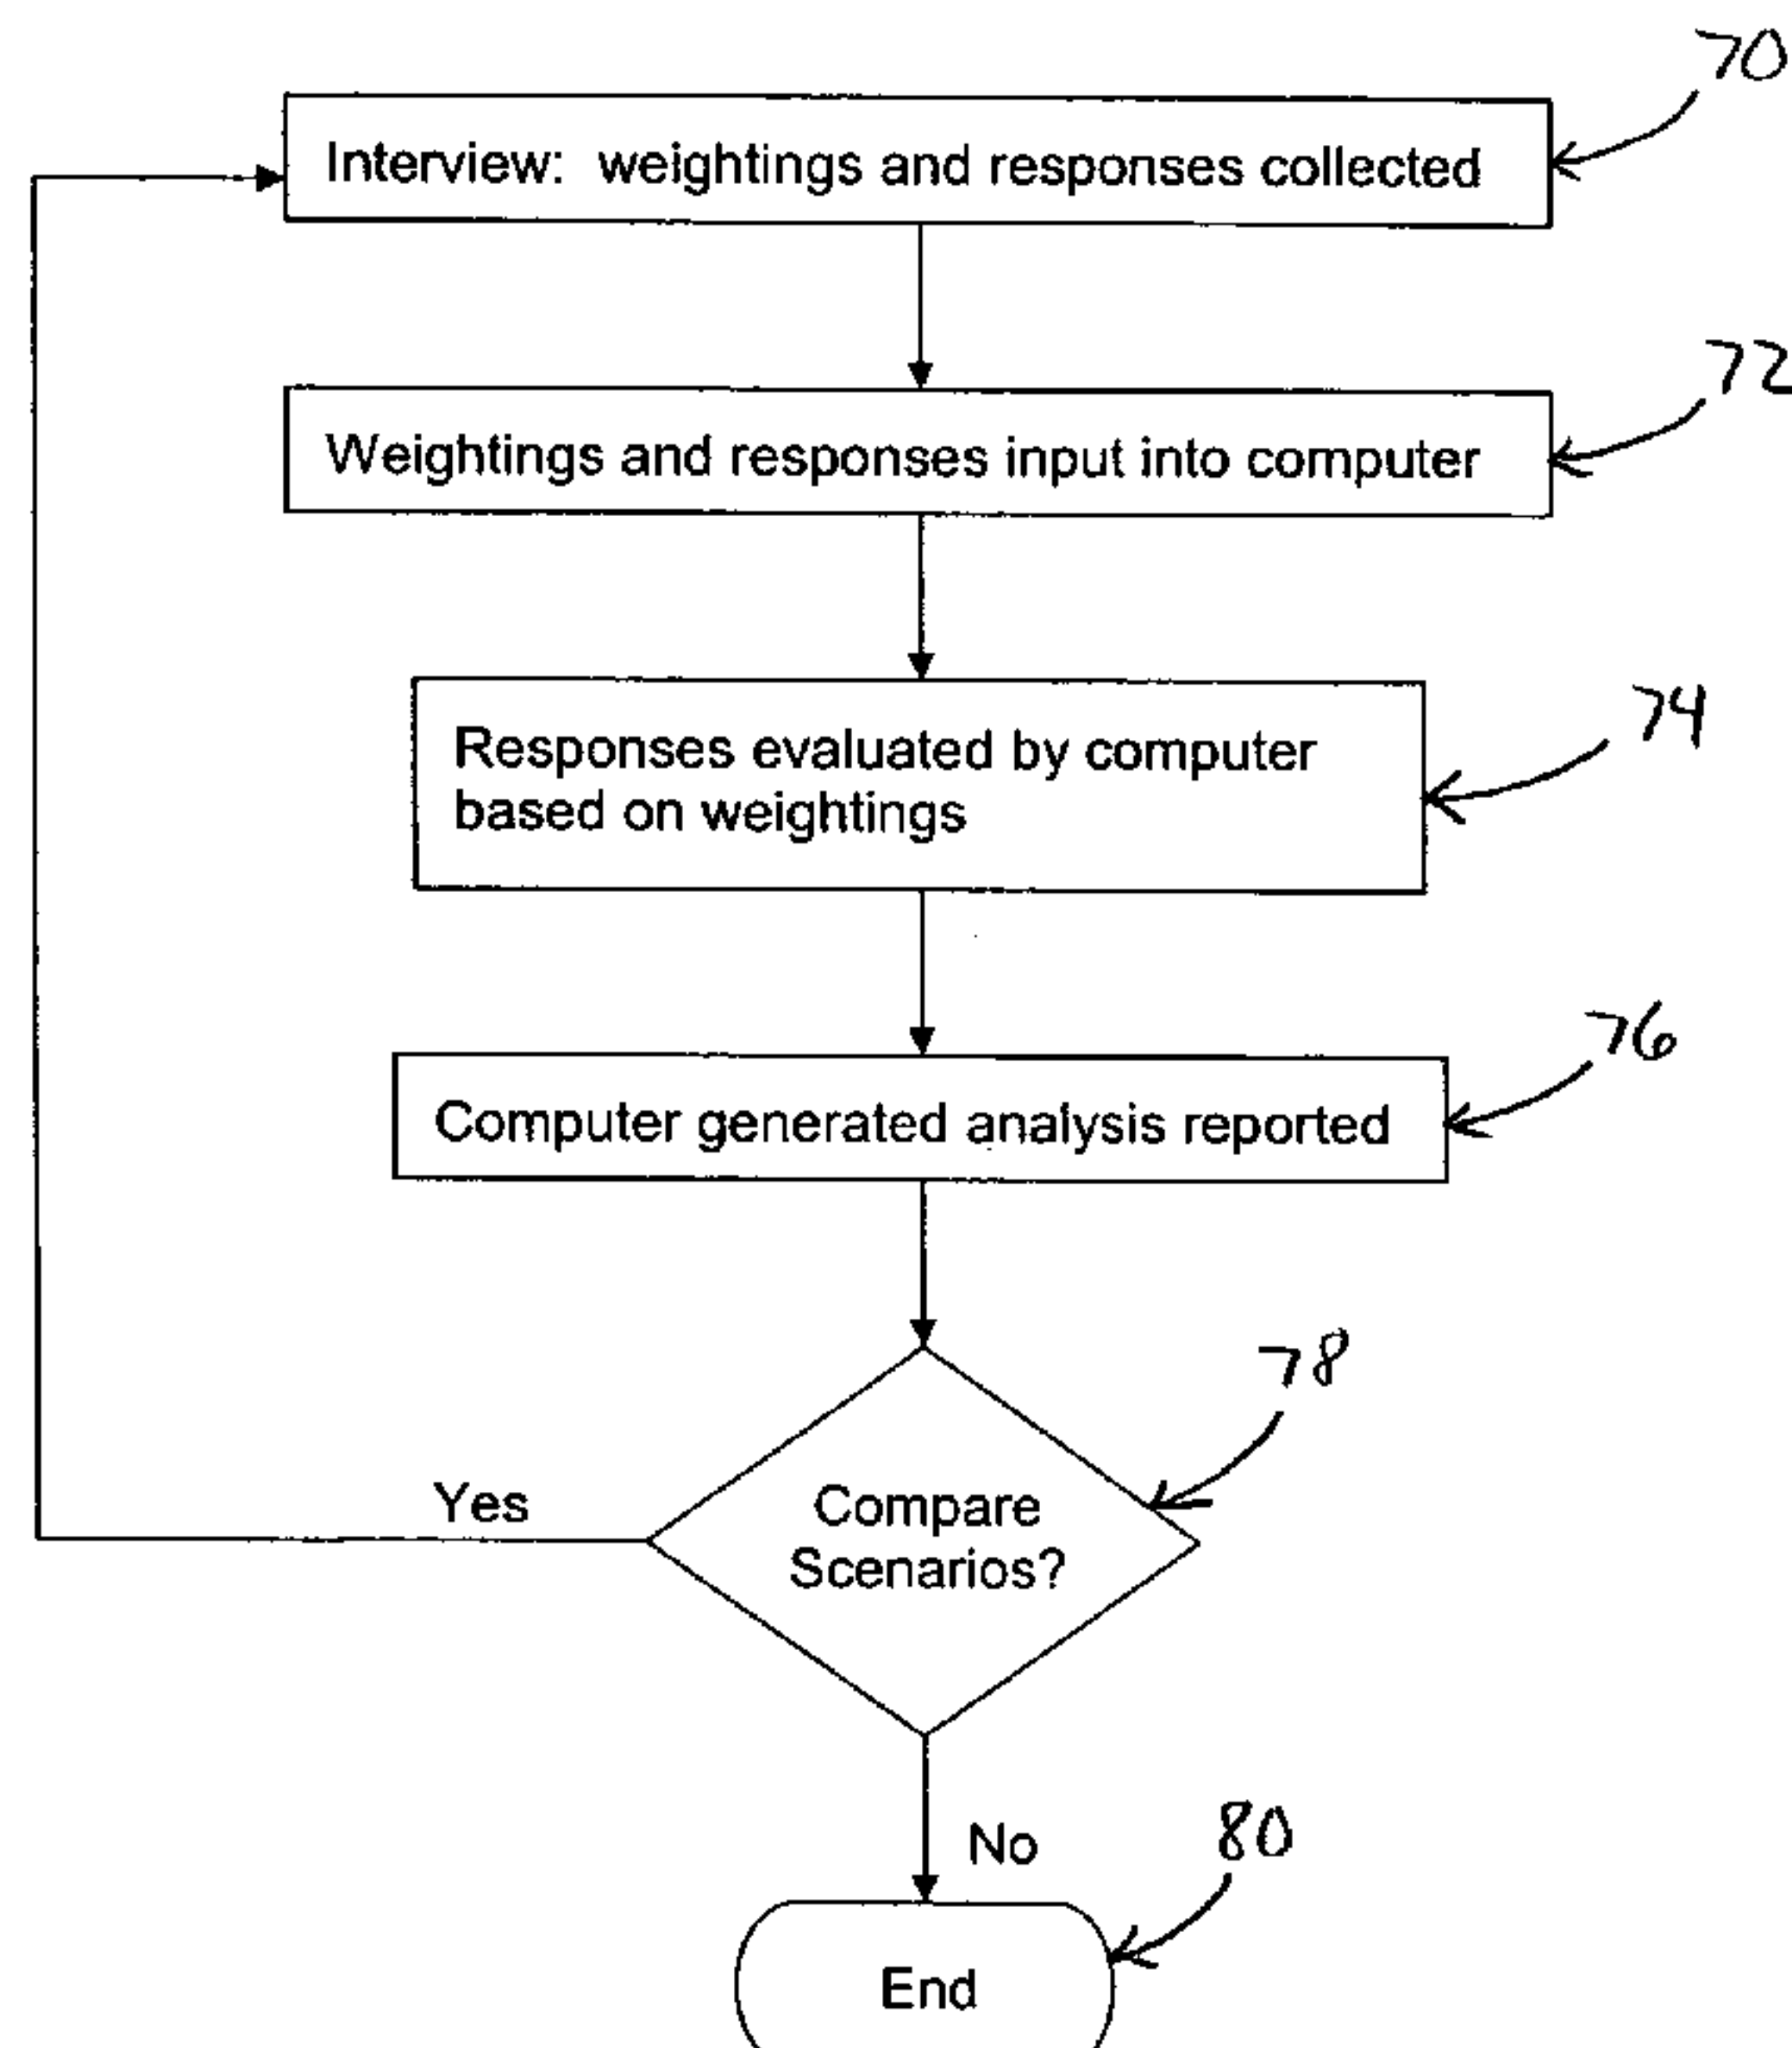 70
Interview: weightings and responses collected
72
Weightings and responses input into computer
74
Responses evaluated by computer
based on weightings
76
Computer generated analysis reported
78
Compare
Scenarios?
Yes
No
80
End